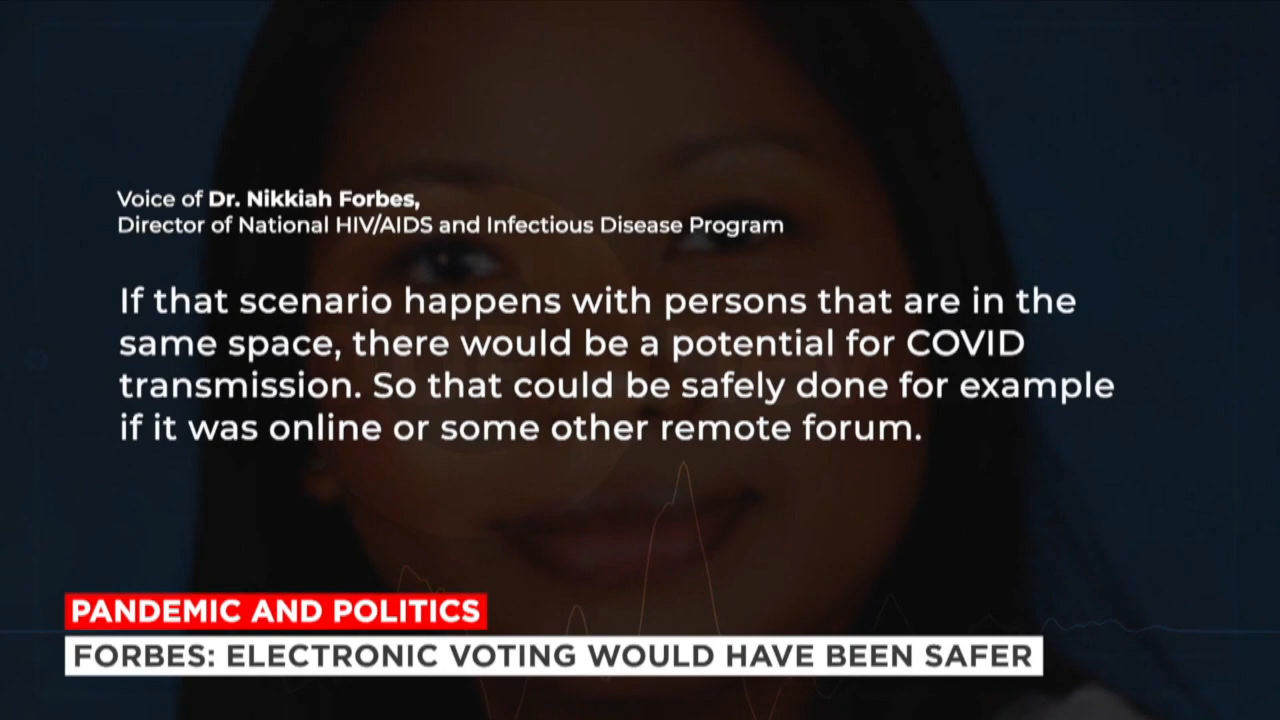 Voice of Dr. Nikkiah Forbes,
Director of National HIV/AIDS and Infectious Disease Program
If that scenario happens with persons that are in the
same space, there would be a potential for COVID
transmission. So that could be safely done for example
if it was online or some other remote forum.
PANDEMIC AND POLITICS
FORBES: ELECTRONIC VOTING WOULD HAVE BEEN SAFER